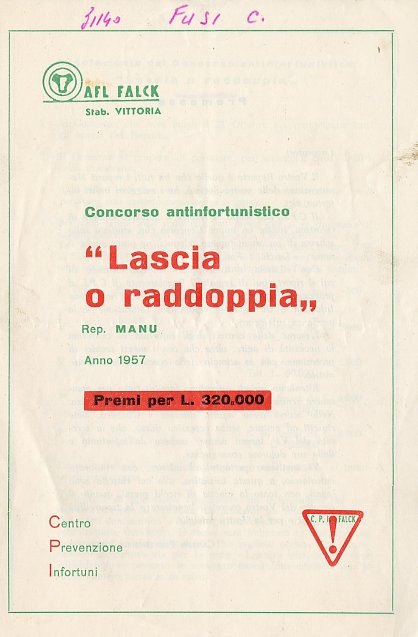 31140 FUSI C.
AFL FALCK
Stab. VITTORIA
Concorso antinfortunistico
“Lascia
o raddoppia„
Rep. MANU
Anno 1957
Premi per L. 320.000
Centro
Prevenzione
Infortuni
C. P. I. FALCK
!